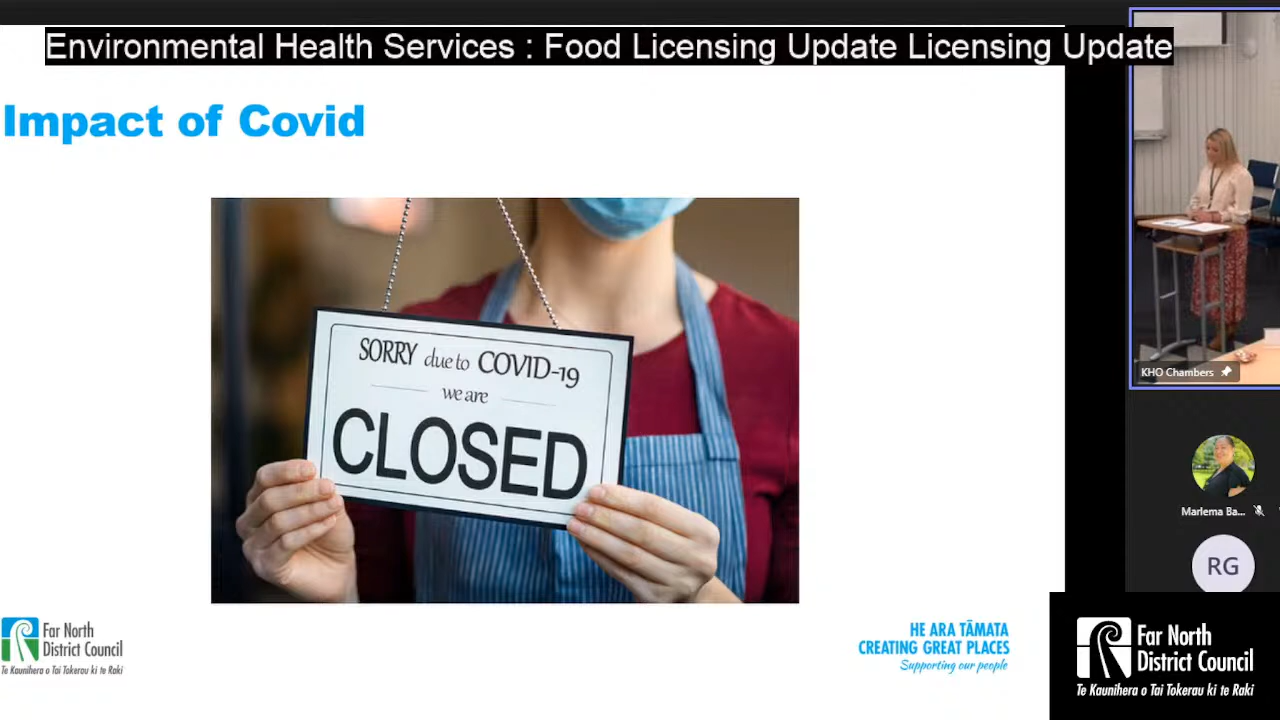 Environmental Health Services : Food Licensing Update Licensing Update
Impact of Covid
SORRY due to COVID-19
we are
CLOSED
KHO Chambers
Marlema Ba...
RG
Far North
District Council
Te Kaunihera o Tai Tokerau ki te Raki
HE ARA TĀMATA
CREATING GREAT PLACES
Supporting our people
Far North
District Council
Te Kaunihera o Tai Tokerau ki te Raki